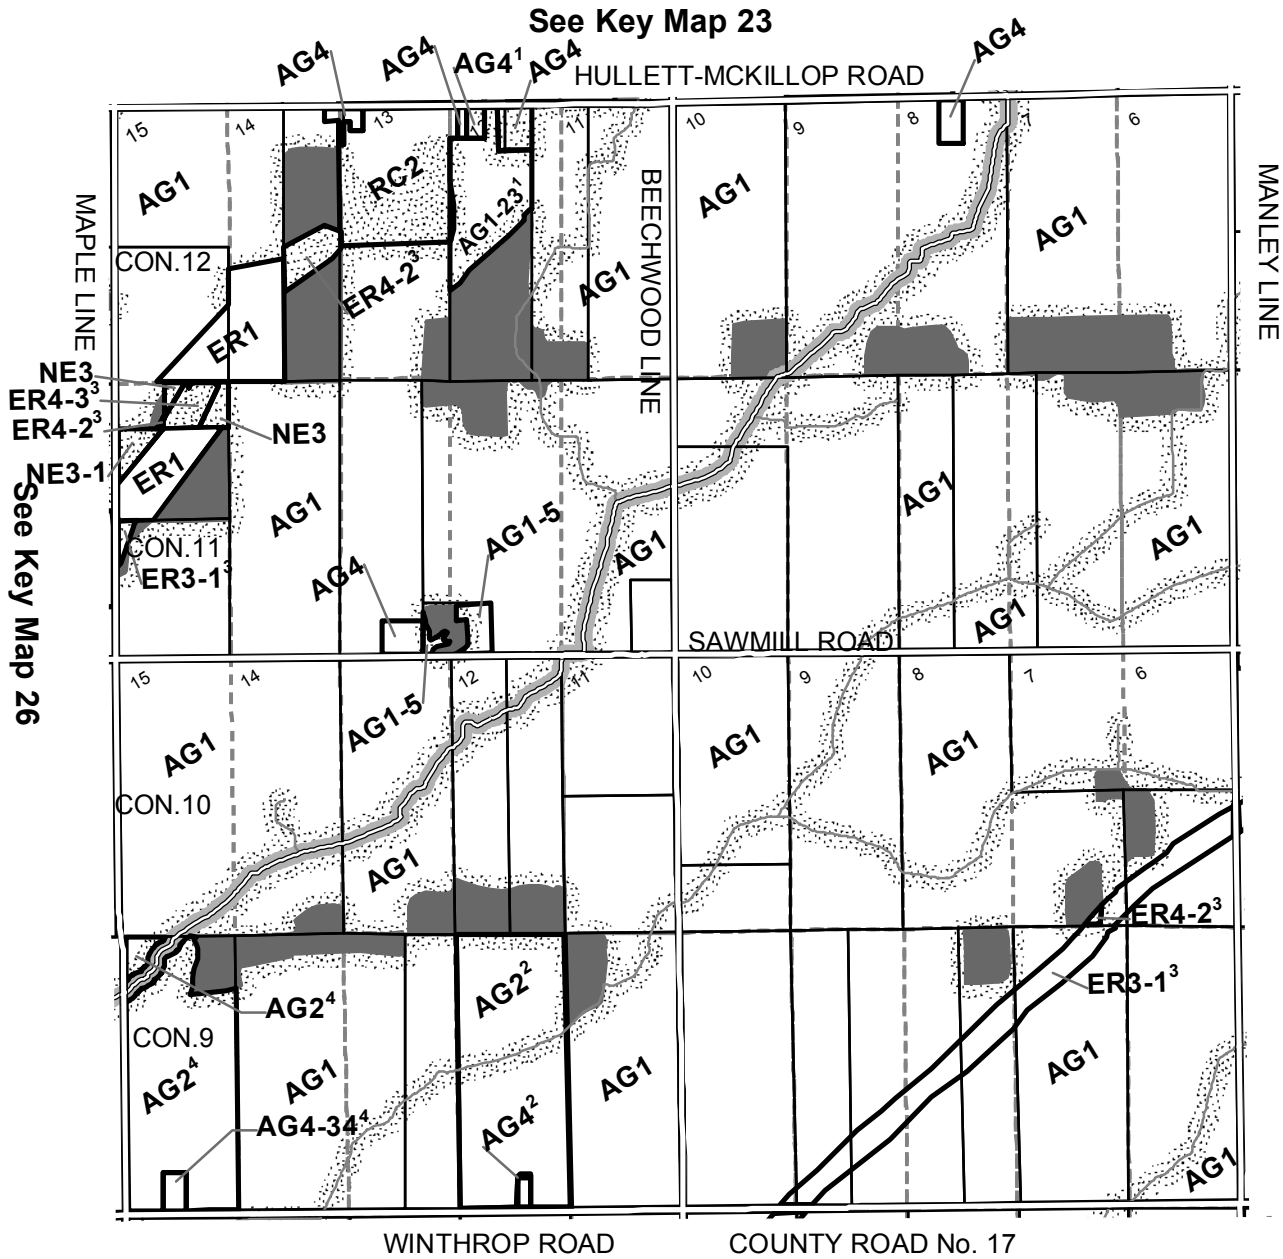 See Key Map 23
AG4
AG4
AG4¹
AG4
AG4
HULLETT-MCKILLOP ROAD
15
14
13
11
10
9
8
7
6
AG1
RC2
AG1-23¹
AG1
AG1
AG1
MAPLE LINE
BEECHWOOD LINE
MANLEY LINE
CON.12
ER4-2³
ER1
NE3
ER4-3³
ER4-2³
NE3
NE3-1
ER1
See Key Map 26
AG1
AG1-5
AG1
AG1
AG1
CON.11
ER3-1³
AG4
AG1
SAWMILL ROAD
15
14
12
11
10
9
8
7
6
AG1-5
AG1
AG1
AG1
CON.10
AG1
ER4-2³
AG2²
ER3-1³
AG2⁴
CON.9
AG2⁴
AG1
AG1
AG1
AG4-34⁴
AG4²
AG1
WINTHROP ROAD
COUNTY ROAD No. 17